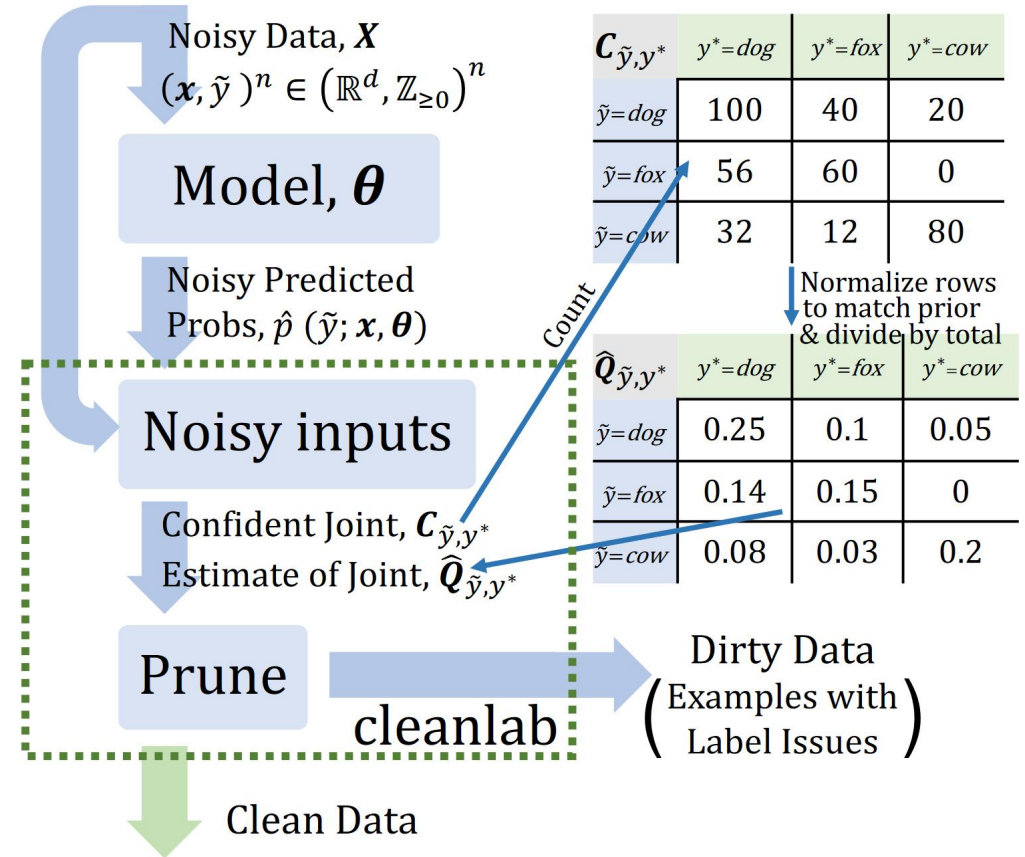 Noisy Data, X
(x, ỹ)ⁿ ∈ (ℝᵈ, ℤ≥0)ⁿ
Model, θ
Noisy Predicted
Probs, p̂ (ỹ; x, θ)
Noisy inputs
Confident Joint, C ỹ,y*
Estimate of Joint, Q̂ ỹ,y*
Prune
cleanlab
Clean Data
Count
C ỹ,y* y*=dog y*=fox y*=cow
ỹ=dog 100 40 20
ỹ=fox 56 60 0
ỹ=cow 32 12 80
Normalize rows
to match prior
& divide by total
Q̂ ỹ,y* y*=dog y*=fox y*=cow
ỹ=dog 0.25 0.1 0.05
ỹ=fox 0.14 0.15 0
ỹ=cow 0.08 0.03 0.2
Dirty Data
(Examples with
Label Issues)